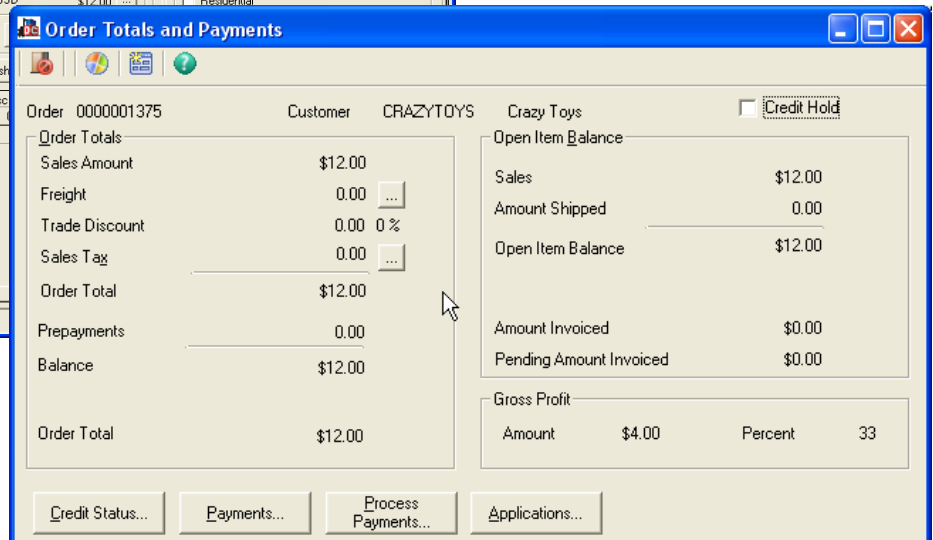 $12.00 ... Residential
Order Totals and Payments
Order 0000001375 Customer CRAZYTOYS Crazy Toys Credit Hold
Order Totals
Sales Amount $12.00
Freight 0.00 ...
Trade Discount 0.00 0 %
Sales Tax 0.00 ...
Order Total $12.00
Prepayments 0.00
Balance $12.00
Order Total $12.00
Open Item Balance
Sales $12.00
Amount Shipped 0.00
Open Item Balance $12.00
Amount Invoiced $0.00
Pending Amount Invoiced $0.00
Gross Profit
Amount $4.00 Percent 33
Credit Status... Payments... Process Payments... Applications...